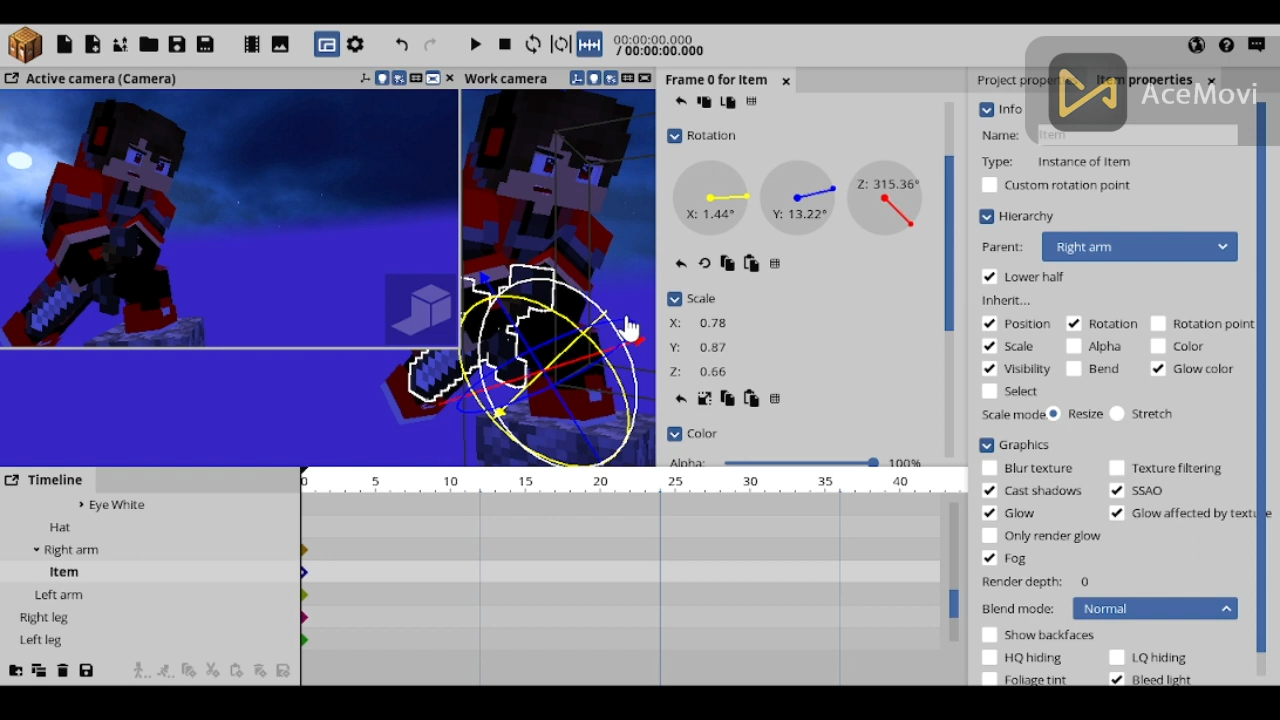 00:00:00.000
/ 00:00:00.000
Active camera (Camera)
Work camera
Frame 0 for Item
Project
Item properties
AceMovi
Rotation
X: 1.44°
Y: 13.22°
Z: 315.36°
Scale
X: 0.78
Y: 0.87
Z: 0.66
Color
Alpha: 100%
Info
Name: Item
Type: Instance of Item
Custom rotation point
Hierarchy
Parent: Right arm
Lower half
Inherit...
Position Rotation Rotation point
Scale Alpha Color
Visibility Bend Glow color
Select
Scale mode: Resize Stretch
Graphics
Blur texture Texture filtering
Cast shadows SSAO
Glow Glow affected by texture
Only render glow
Fog
Render depth: 0
Blend mode: Normal
Show backfaces
HQ hiding LQ hiding
Foliage tint Bleed light
Timeline
0 5 10 15 20 25 30 35 40
Eye White
Hat
Right arm
Item
Left arm
Right leg
Left leg